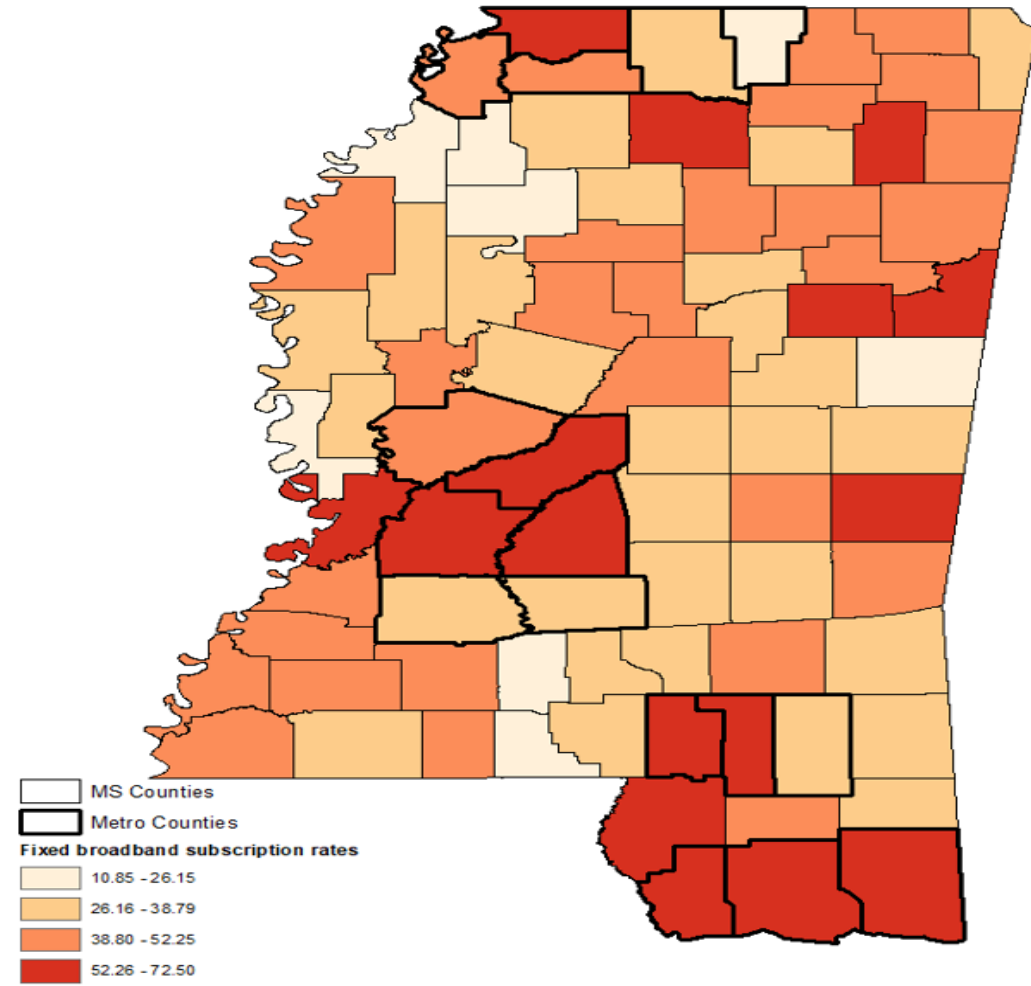 MS Counties
Metro Counties
Fixed broadband subscription rates
10.85 - 26.15
26.16 - 38.79
38.80 - 52.25
52.26 - 72.50